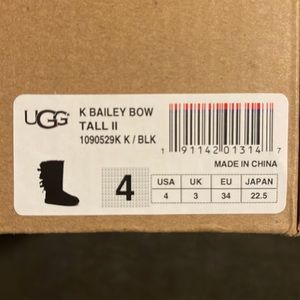 UGG
K BAILEY BOW
TALL II
1090529K K / BLK
1 91142 01314 7
MADE IN CHINA
4
USA UK EU JAPAN
4 3 34 22.5